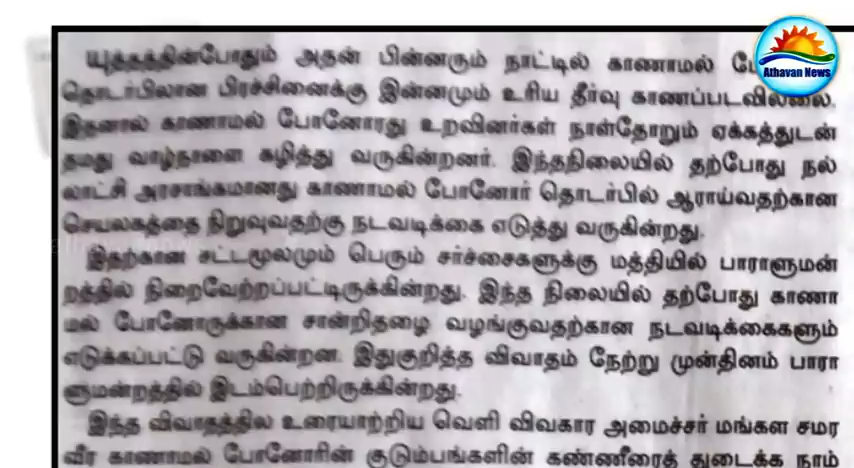 யுத்தத்தின்போதும் அதன் பின்னரும் நாட்டில் காணாமல்
தொடர்பிலான பிரச்சினைக்கு இன்னமும் உரிய தீர்வு காணப்படவில்லை.
இதனால் காணாமல் போனோரது உறவினர்கள் நாள்தோறும் ஏக்கத்துடன்
தமது வாழ்நாளை கழித்து வருகின்றனர். இந்தநிலையில் தற்போது நல்
லாட்சி அரசாங்கமானது காணாமல் போனோர் தொடர்பில் ஆராய்வதற்கான
செயலகத்தை நிறுவுவதற்கு நடவடிக்கை எடுத்து வருகின்றது.
இதற்கான சட்டமூலமும் பெரும் சர்ச்சைகளுக்கு மத்தியில் பாராளுமன்
றத்தில் நிறைவேற்றப்பட்டிருக்கின்றது. இந்த நிலையில் தற்போது காணா
மல் போனோருக்கான சான்றிதழை வழங்குவதற்கான நடவடிக்கைகளும்
எடுக்கப்பட்டு வருகின்றன. இதுகுறித்த விவாதம் நேற்று முன்தினம் பாரா
ளுமன்றத்தில் இடம்பெற்றிருக்கின்றது.
இந்த விவாதத்தில உரையாற்றிய வெளி விவகார அமைச்சர் மங்கள சமர
வீர காணாமல் போனோரின் குடும்பங்களின் கண்ணீரைத் துடைக்க நாம்
Athavan News